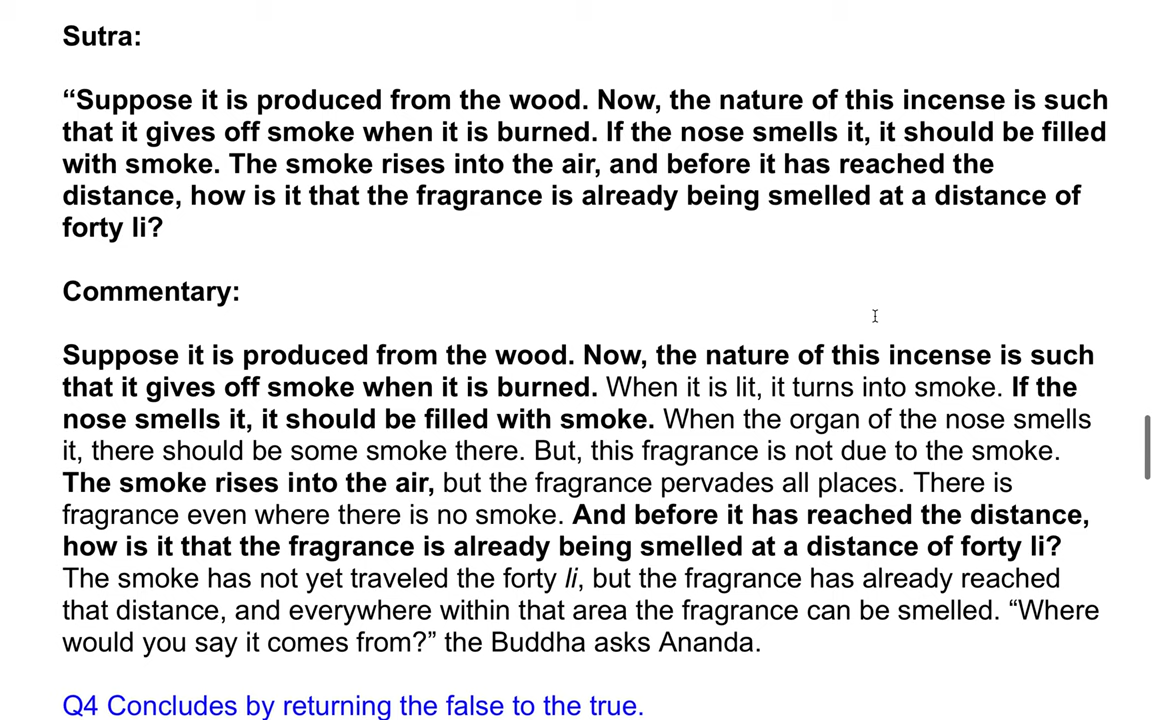 Sutra:
“Suppose it is produced from the wood. Now, the nature of this incense is such
that it gives off smoke when it is burned. If the nose smells it, it should be filled
with smoke. The smoke rises into the air, and before it has reached the
distance, how is it that the fragrance is already being smelled at a distance of
forty li?
Commentary:
Suppose it is produced from the wood. Now, the nature of this incense is such
that it gives off smoke when it is burned. When it is lit, it turns into smoke. If the
nose smells it, it should be filled with smoke. When the organ of the nose smells
it, there should be some smoke there. But, this fragrance is not due to the smoke.
The smoke rises into the air, but the fragrance pervades all places. There is
fragrance even where there is no smoke. And before it has reached the distance,
how is it that the fragrance is already being smelled at a distance of forty li?
The smoke has not yet traveled the forty li, but the fragrance has already reached
that distance, and everywhere within that area the fragrance can be smelled. “Where
would you say it comes from?” the Buddha asks Ananda.
Q4 Concludes by returning the false to the true.